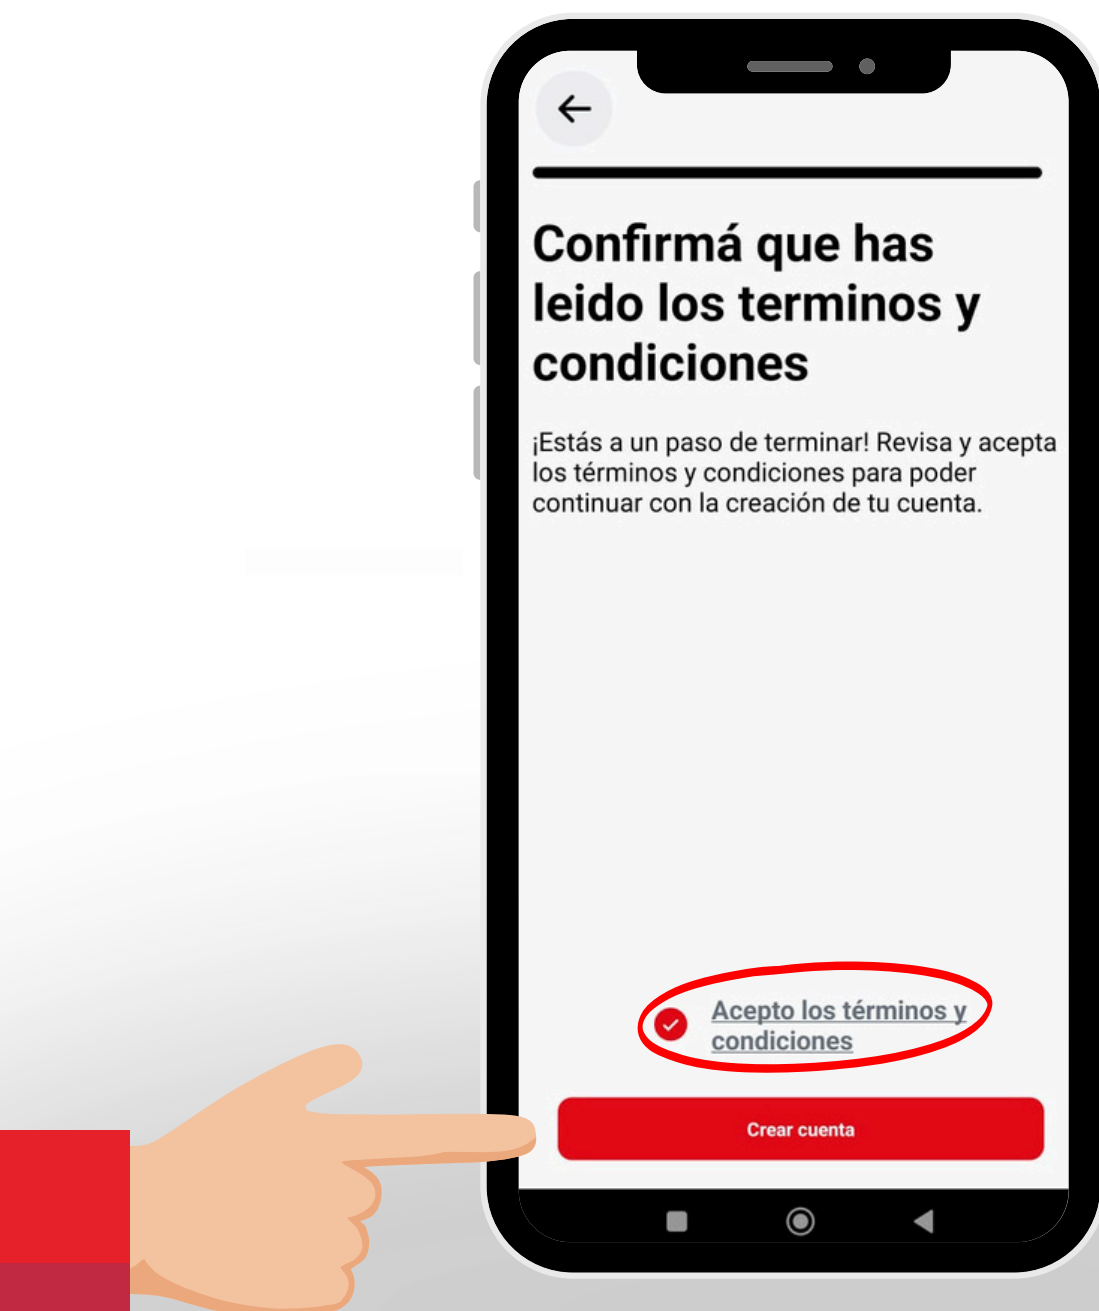 Confirmá que has
leido los terminos y
condiciones
¡Estás a un paso de terminar! Revisa y acepta
los términos y condiciones para poder
continuar con la creación de tu cuenta.
Acepto los términos y
condiciones
Crear cuenta